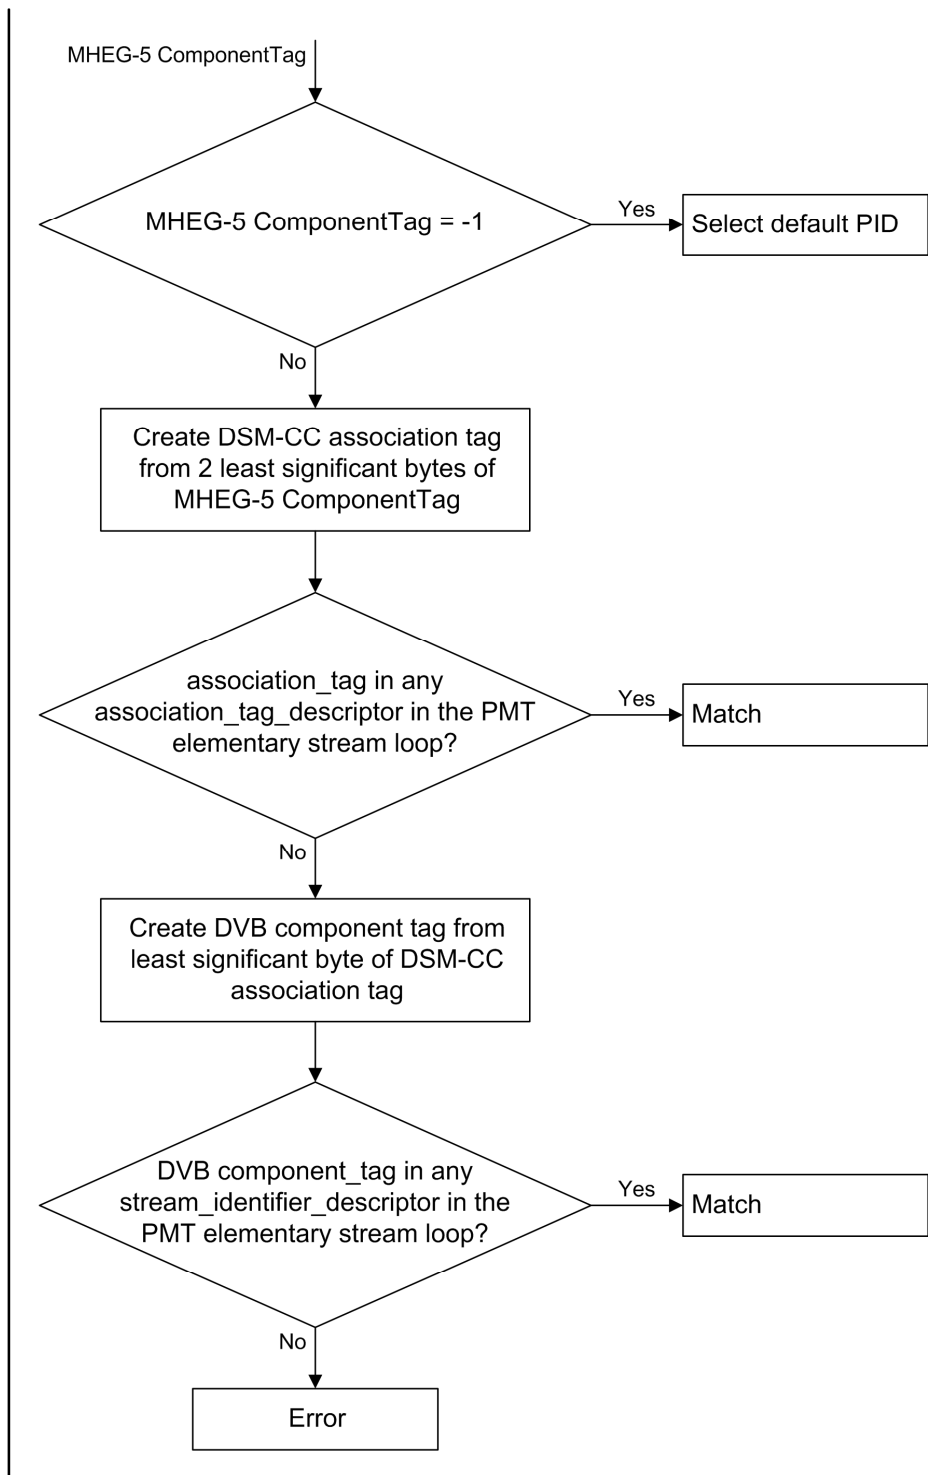 MHEG-5 ComponentTag
MHEG-5 ComponentTag = -1
Yes
Select default PID
No
Create DSM-CC association tag
from 2 least significant bytes of
MHEG-5 ComponentTag
association_tag in any
association_tag_descriptor in the PMT
elementary stream loop?
Yes
Match
No
Create DVB component tag from
least significant byte of DSM-CC
association tag
DVB component_tag in any
stream_identifier_descriptor in the
PMT elementary stream loop?
Yes
Match
No
Error